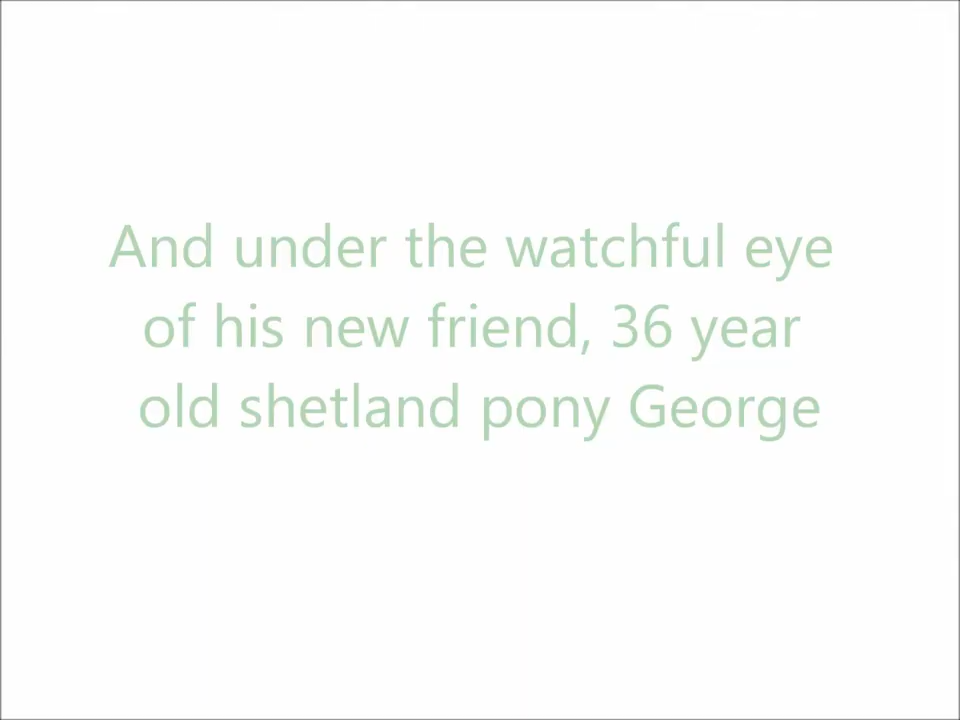 And under the watchful eye
of his new friend, 36 year
old shetland pony George